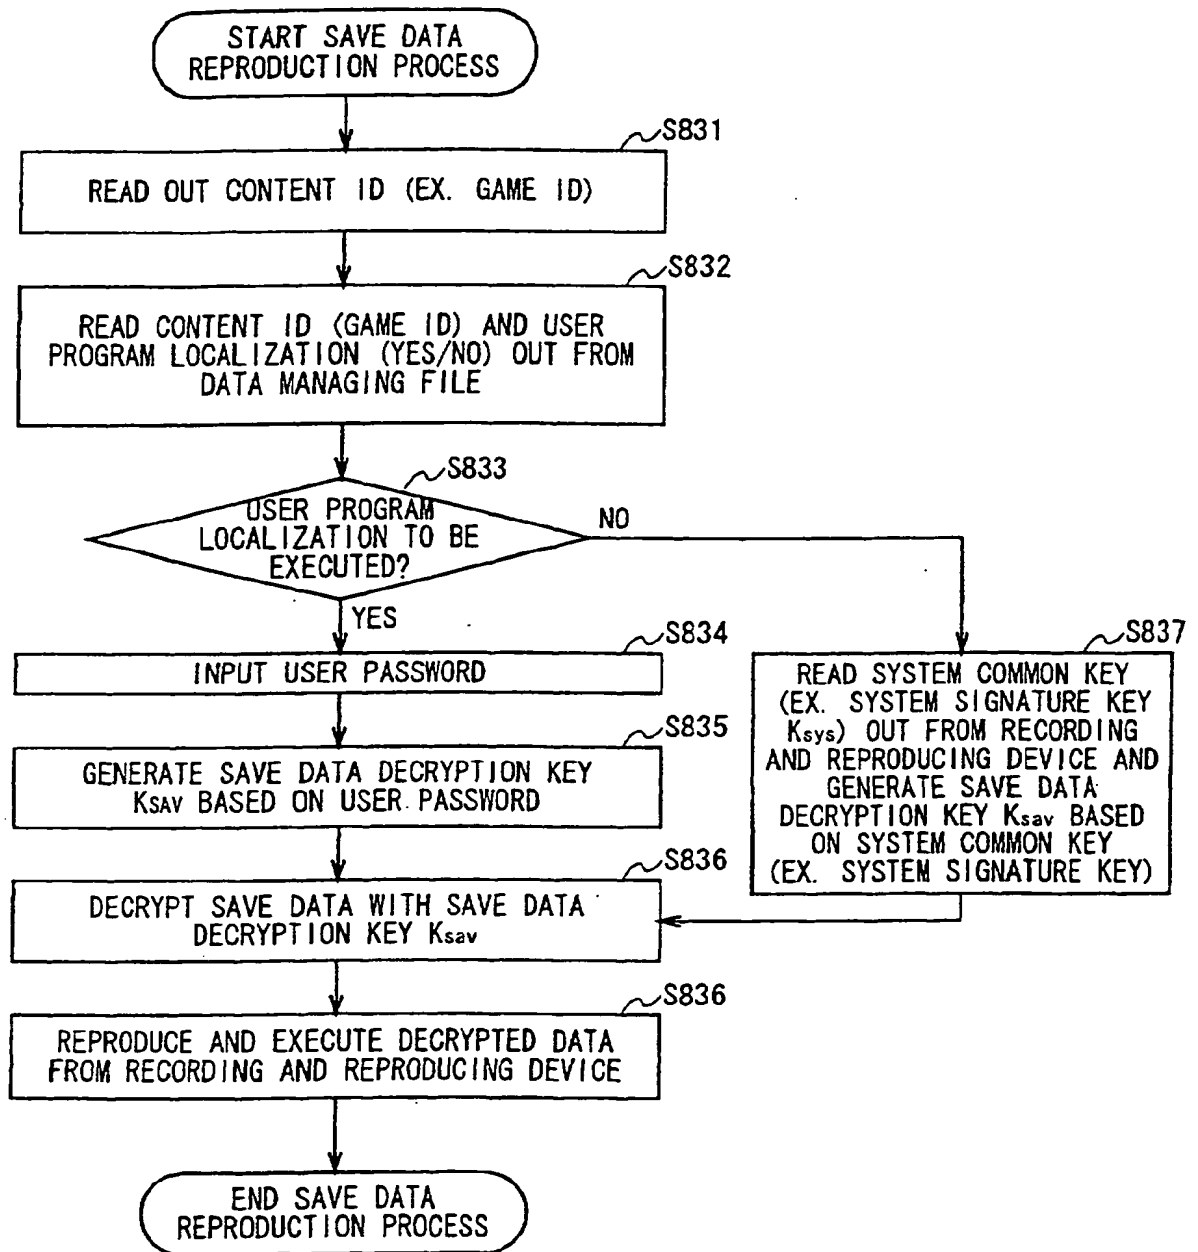 START SAVE DATA
REPRODUCTION PROCESS
S831
READ OUT CONTENT ID (EX. GAME ID)
S832
READ CONTENT ID (GAME ID) AND USER
PROGRAM LOCALIZATION (YES/NO) OUT FROM
DATA MANAGING FILE
S833
USER PROGRAM
LOCALIZATION TO BE
EXECUTED?
NO
YES
S834
INPUT USER PASSWORD
S835
GENERATE SAVE DATA DECRYPTION KEY
Ksav BASED ON USER PASSWORD
S837
READ SYSTEM COMMON KEY
(EX. SYSTEM SIGNATURE KEY
Ksys) OUT FROM RECORDING
AND REPRODUCING DEVICE AND
GENERATE SAVE DATA
DECRYPTION KEY Ksav BASED
ON SYSTEM COMMON KEY
(EX. SYSTEM SIGNATURE KEY)
S836
DECRYPT SAVE DATA WITH SAVE DATA
DECRYPTION KEY Ksav
S836
REPRODUCE AND EXECUTE DECRYPTED DATA
FROM RECORDING AND REPRODUCING DEVICE
END SAVE DATA
REPRODUCTION PROCESS